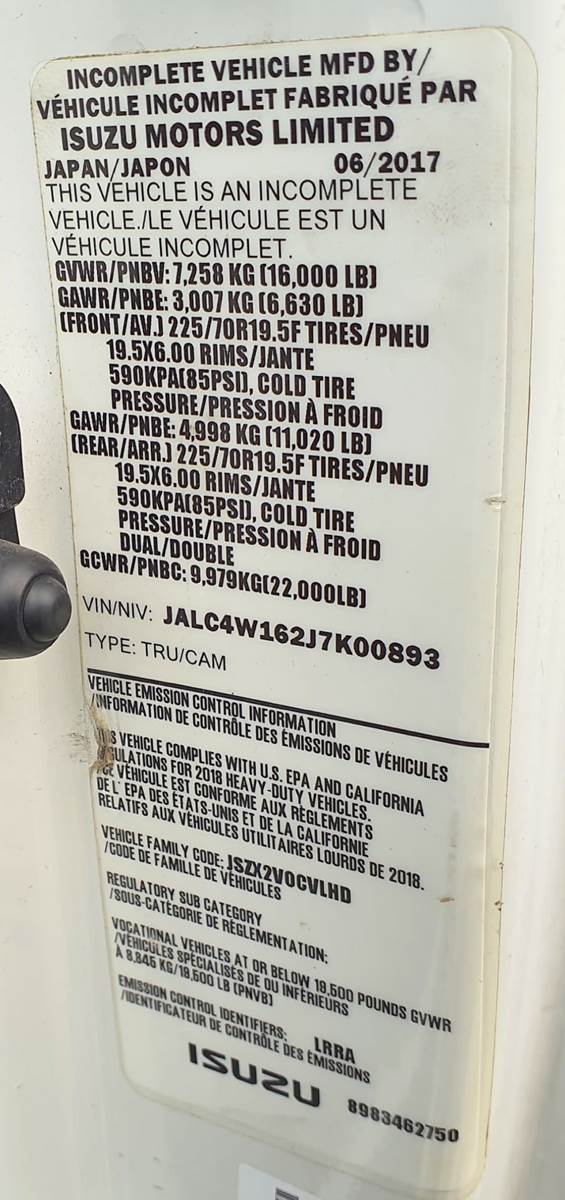 INCOMPLETE VEHICLE MFD BY/
VÉHICULE INCOMPLET FABRIQUÉ PAR
ISUZU MOTORS LIMITED
JAPAN/JAPON 06/2017
THIS VEHICLE IS AN INCOMPLETE
VEHICLE./LE VÉHICULE EST UN
VÉHICULE INCOMPLET.
GVWR/PNBV: 7,258 KG (16,000 LB)
GAWR/PNBE: 3,007 KG (6,630 LB)
(FRONT/AV.) 225/70R19.5F TIRES/PNEU
19.5X6.00 RIMS/JANTE
590KPA(85PSI), COLD TIRE
PRESSURE/PRESSION À FROID
GAWR/PNBE: 4,998 KG (11,020 LB)
(REAR/ARR.) 225/70R19.5F TIRES/PNEU
19.5X6.00 RIMS/JANTE
590KPA(85PSI), COLD TIRE
PRESSURE/PRESSION À FROID
DUAL/DOUBLE
GCWR/PNBC: 9,979KG(22,000LB)
VIN/NIV: JALC4W162J7K00893
TYPE: TRU/CAM
VEHICLE EMISSION CONTROL INFORMATION
/INFORMATION DE CONTRÔLE DES ÉMISSIONS DE VÉHICULES
VEHICLE COMPLIES WITH U.S. EPA AND CALIFORNIA
FOR 2018 HEAVY-DUTY VEHICLES.
VÉHICULE EST CONFORME AUX RÈGLEMENTS
DE L' EPA DES ÉTATS-UNIS ET DE LA CALIFORNIE
RELATIFS AUX VÉHICULES UTILITAIRES LOURDS DE 2018.
VEHICLE FAMILY CODE: JSZX2VOCVLHD
/CODE DE FAMILLE DE VÉHICULES
REGULATORY SUB CATEGORY
/SOUS-CATÉGORIE DE RÈGLEMENTATION:
VOCATIONAL VEHICLES AT OR BELOW 19,500 POUNDS GVWR
/VÉHICULES SPÉCIALISÉS DE OU INFÉRIEURS
À 8,845 KG/19,500 LB (PNVB)
EMISSION CONTROL IDENTIFIERS: LRRA
/IDENTIFICATEUR DE CONTRÔLE DES ÉMISSIONS
ISUZU 8983462750